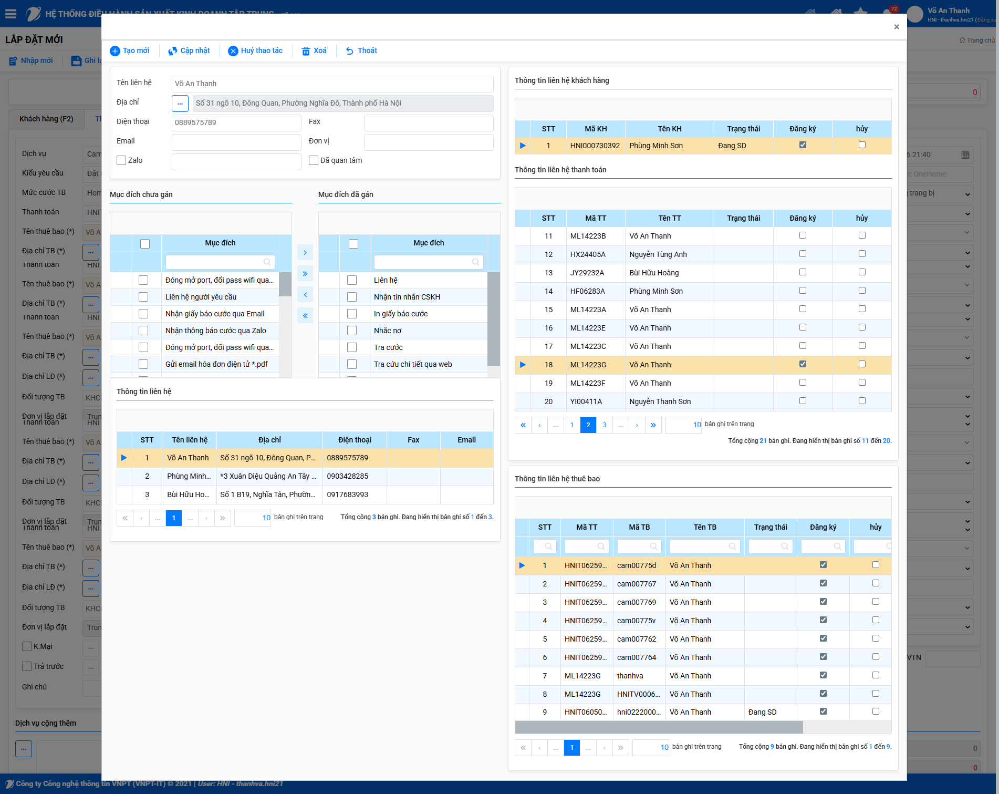 HỆ THỐNG ĐIỀU HÀNH SẢN XUẤT KINH DOANH TẬP TRUNG
72
Võ An Thanh
HNI - thanhva.hni21 (Đăng xu
×
LẮP ĐẶT MỚI
Trang chủ
Nhập mới
Ghi lạ
Tạo mới
Cập nhật
Huỷ thao tác
Xoá
Thoát
Tên liên hệ
Võ An Thanh
Địa chỉ
...
Số 31 ngõ 10, Đông Quan, Phường Nghĩa Đô, Thành phố Hà Nội
Điện thoại
0889575789
Fax
Email
Đơn vị
Zalo
Đã quan tâm
Mục đích chưa gán
Mục đích
Đóng mở port, đổi pass wifi qua...
Liên hệ người yêu cầu
Nhận giấy báo cước qua Email
Nhận thông báo cước qua Zalo
Đóng mở port, đổi pass wifi qua...
Gửi email hóa đơn điện tử *.pdf
Mục đích đã gán
Mục đích
Liên hệ
Nhận tin nhắn CSKH
In giấy báo cước
Nhắc nợ
Tra cước
Tra cứu chi tiết qua web
Thông tin liên hệ
STT Tên liên hệ Địa chỉ Điện thoại Fax Email
1 Võ An Thanh Số 31 ngõ 10, Đông Quan, P... 0889575789
2 Phùng Minh... *3 Xuân Diệu Quảng An Tây ... 0903428285
3 Bùi Hữu Ho... Số 1 B19, Nghĩa Tân, Phườn... 0917683993
« ‹ ... 1 ... › » 10 bản ghi trên trang Tổng cộng 3 bản ghi. Đang hiển thị bản ghi số 1 đến 3.
Thông tin liên hệ khách hàng
STT Mã KH Tên KH Trạng thái Đăng ký hủy
1 HNI000730392 Phùng Minh Sơn Đang SD
Thông tin liên hệ thanh toán
STT Mã TT Tên TT Trạng thái Đăng ký hủy
11 ML14223B Võ An Thanh
12 HX24405A Nguyễn Tùng Anh
13 JY29232A Bùi Hữu Hoàng
14 HF06283A Phùng Minh Sơn
15 ML14223A Võ An Thanh
16 ML14223E Võ An Thanh
17 ML14223C Võ An Thanh
18 ML14223G Võ An Thanh
19 ML14223F Võ An Thanh
20 YI00411A Nguyễn Thanh Sơn
« ‹ ... 1 2 3 ... › » 10 bản ghi trên trang
Tổng cộng 21 bản ghi. Đang hiển thị bản ghi số 11 đến 20.
Thông tin liên hệ thuê bao
STT Mã TT Mã TB Tên TB Trạng thái Đăng ký hủy
1 HNIT06259... cam00775d Võ An Thanh
2 HNIT06259... cam007767 Võ An Thanh
3 HNIT06259... cam007769 Võ An Thanh
4 HNIT06259... cam00775v Võ An Thanh
5 HNIT06259... cam007762 Võ An Thanh
6 HNIT06259... cam007764 Võ An Thanh
7 ML14223G thanhva Võ An Thanh
8 ML14223G HNITV0006... Võ An Thanh
9 HNIT06050... hni0222000... Võ An Thanh Đang SD
« ‹ ... 1 ... › » 10 bản ghi trên trang Tổng cộng 9 bản ghi. Đang hiển thị bản ghi số 1 đến 9.
0
Khách hàng (F2)
Th
Dịch vụ Cam
6 21:40
Kiểu yêu cầu Đặt
OneHome
Mức cước TB Hom
trang bị
Thanh toán HNI
Tên thuê bao (*) Võ A
Địa chỉ TB (*) ...
Thanh toán HNI
Tên thuê bao (*) Võ A
Địa chỉ TB (*) ...
Thanh toán HNI
Tên thuê bao (*) Võ A
Địa chỉ TB (*) ...
Địa chỉ LĐ (*) ...
Đối tượng TB KHCI
Đơn vị lắp đặt Trun
Thanh toán HNI
Tên thuê bao (*) Võ A
Địa chỉ TB (*) ...
Địa chỉ LĐ (*) ...
Đối tượng TB KHCI
Đơn vị lắp đặt Trun
Thanh toán HNI
Tên thuê bao (*) Võ A
Địa chỉ TB (*) ...
Địa chỉ LĐ (*) ...
Đối tượng TB KHCI
Đơn vị lắp đặt Trun
K.Mại ...
VTN
Trả trước ...
Ghi chú
Dịch vụ cộng thêm
...
0
0
Công ty Công nghệ thông tin VNPT (VNPT-IT) © 2021 | User: HNI - thanhva.hni21